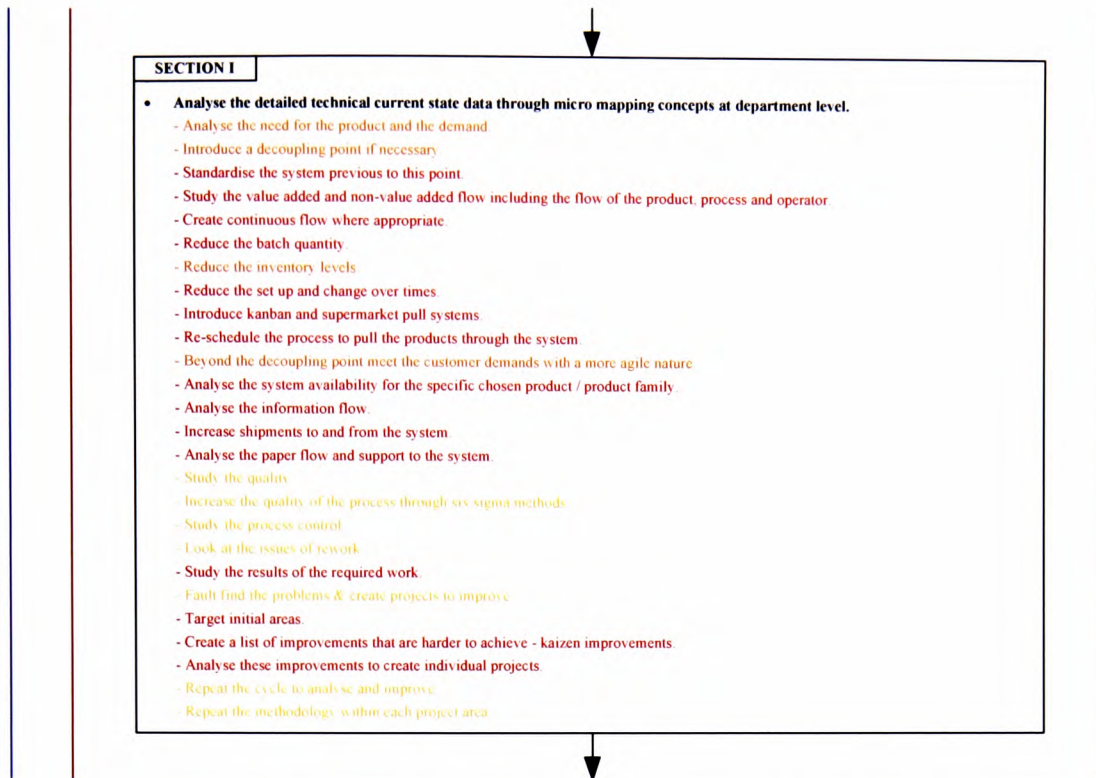 SECTION I
• Analyse the detailed technical current state data through micro mapping concepts at department level.
- Analyse the need for the product and the demand
- Introduce a decoupling point if necessary
- Standardise the system previous to this point.
- Study the value added and non-value added flow including the flow of the product, process and operator.
- Create continuous flow where appropriate.
- Reduce the batch quantity.
- Reduce the inventory levels
- Reduce the set up and change over times.
- Introduce kanban and supermarket pull systems.
- Re-schedule the process to pull the products through the system.
- Beyond the decoupling point meet the customer demands with a more agile nature
- Analyse the system availability for the specific chosen product / product family.
- Analyse the information flow.
- Increase shipments to and from the system.
- Analyse the paper flow and support to the system.
- Study the quality
- Increase the quality of the process through six sigma methods
- Study the process control
- Look at the issues of rework
- Study the results of the required work.
- Fault find the problems & create projects to improve
- Target initial areas.
- Create a list of improvements that are harder to achieve - kaizen improvements.
- Analyse these improvements to create individual projects.
- Repeat the cycle to analyse and improve
- Repeat the methodology within each project area